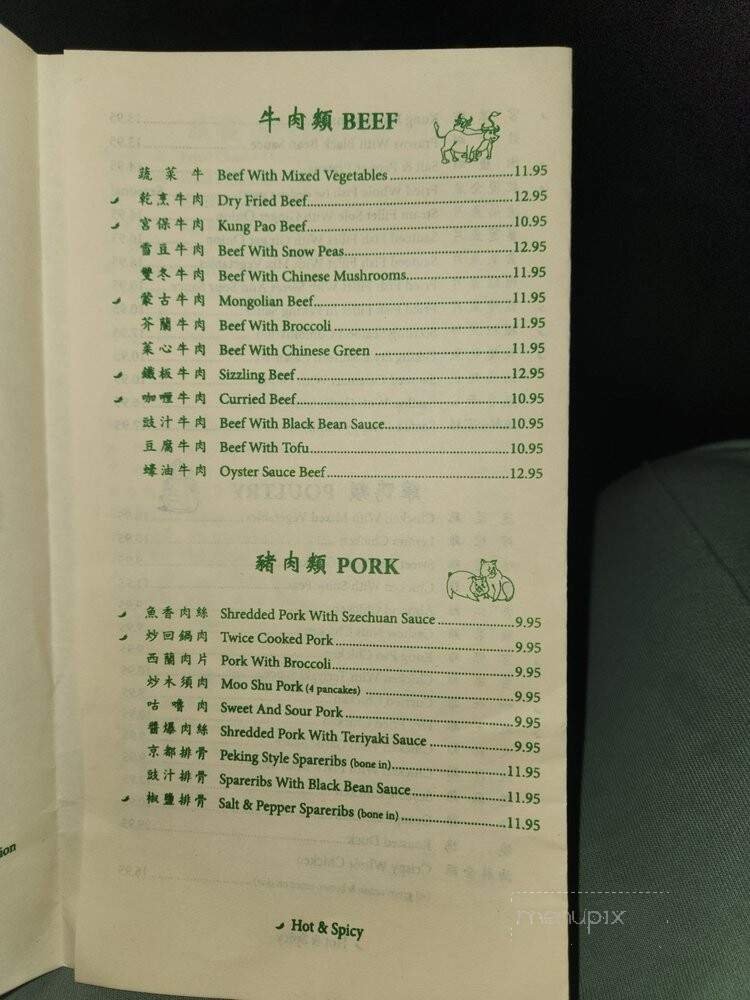 牛肉類 BEEF
蔬菜牛 Beef With Mixed Vegetables 11.95
乾烹牛肉 Dry Fried Beef 12.95
宮保牛肉 Kung Pao Beef 10.95
雪豆牛肉 Beef With Snow Peas 12.95
雙冬牛肉 Beef With Chinese Mushrooms 11.95
蒙古牛肉 Mongolian Beef 11.95
芥蘭牛肉 Beef With Broccoli 11.95
菜心牛肉 Beef With Chinese Green 11.95
鐵板牛肉 Sizzling Beef 12.95
咖喱牛肉 Curried Beef 10.95
豉汁牛肉 Beef With Black Bean Sauce 10.95
豆腐牛肉 Beef With Tofu 10.95
蠔油牛肉 Oyster Sauce Beef 12.95
豬肉類 PORK
魚香肉絲 Shredded Pork With Szechuan Sauce 9.95
炒回鍋肉 Twice Cooked Pork 9.95
西蘭肉片 Pork With Broccoli 9.95
炒木須肉 Moo Shu Pork (4 pancakes) 9.95
咕嚕肉 Sweet And Sour Pork 9.95
醬爆肉絲 Shredded Pork With Teriyaki Sauce 9.95
京都排骨 Peking Style Spareribs (bone in) 11.95
豉汁排骨 Spareribs With Black Bean Sauce 11.95
椒鹽排骨 Salt & Pepper Spareribs (bone in) 11.95
Hot & Spicy
ion
menupix